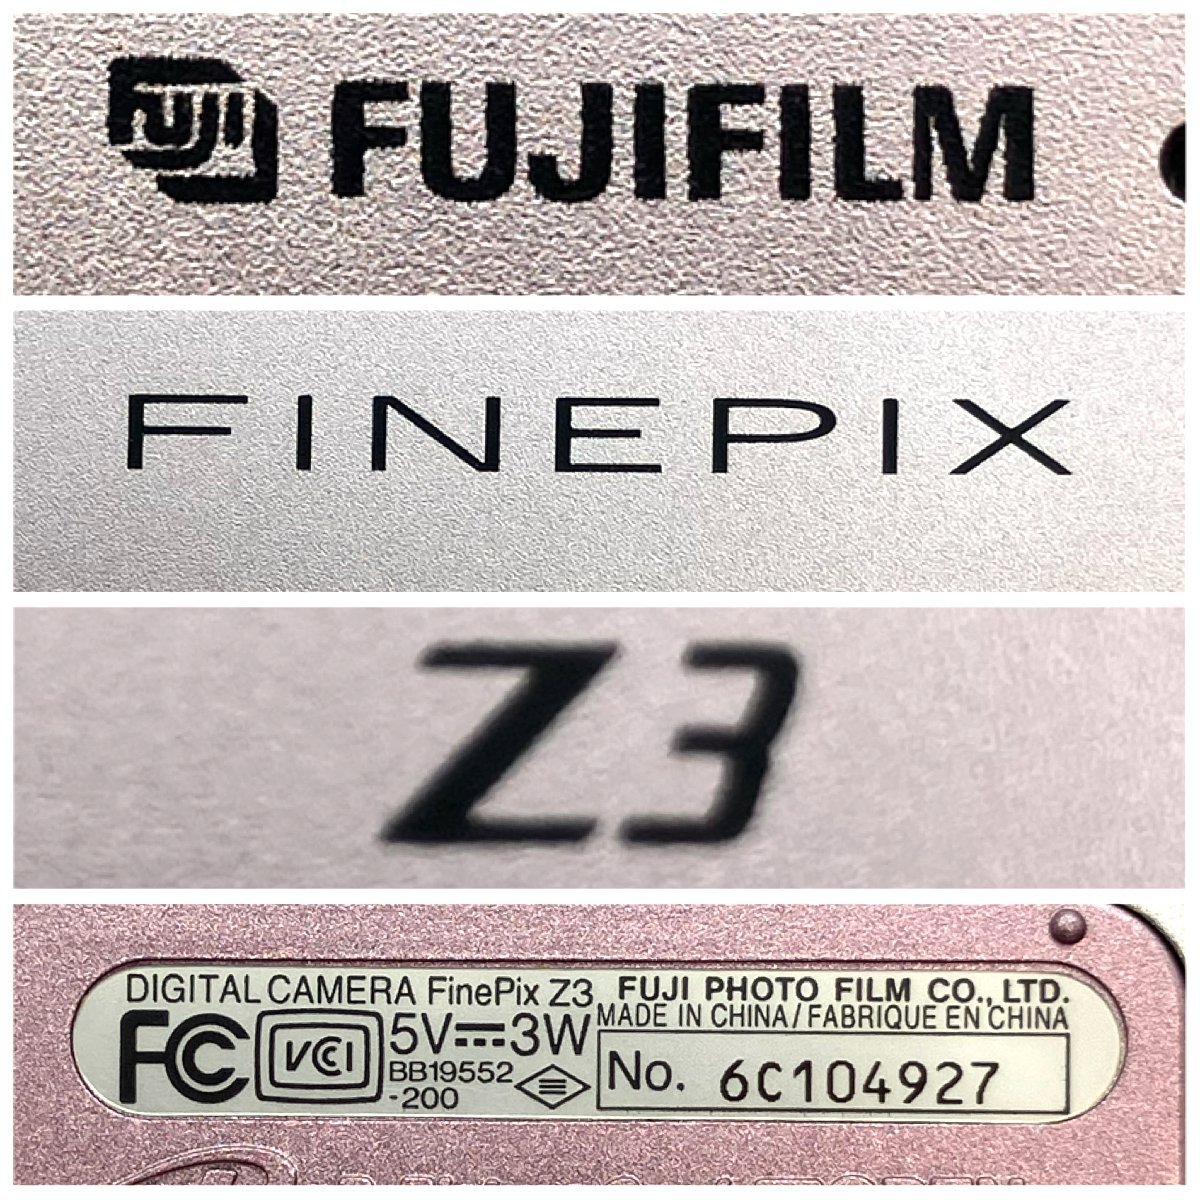 FUJI FUJIFILM
FINEPIX
Z3
DIGITAL CAMERA FinePix Z3 FUJI PHOTO FILM CO., LTD.
MADE IN CHINA/FABRIQUE EN CHINA
FC VCCI 5V⎓3W
BB19552
-200
No. 6C104927